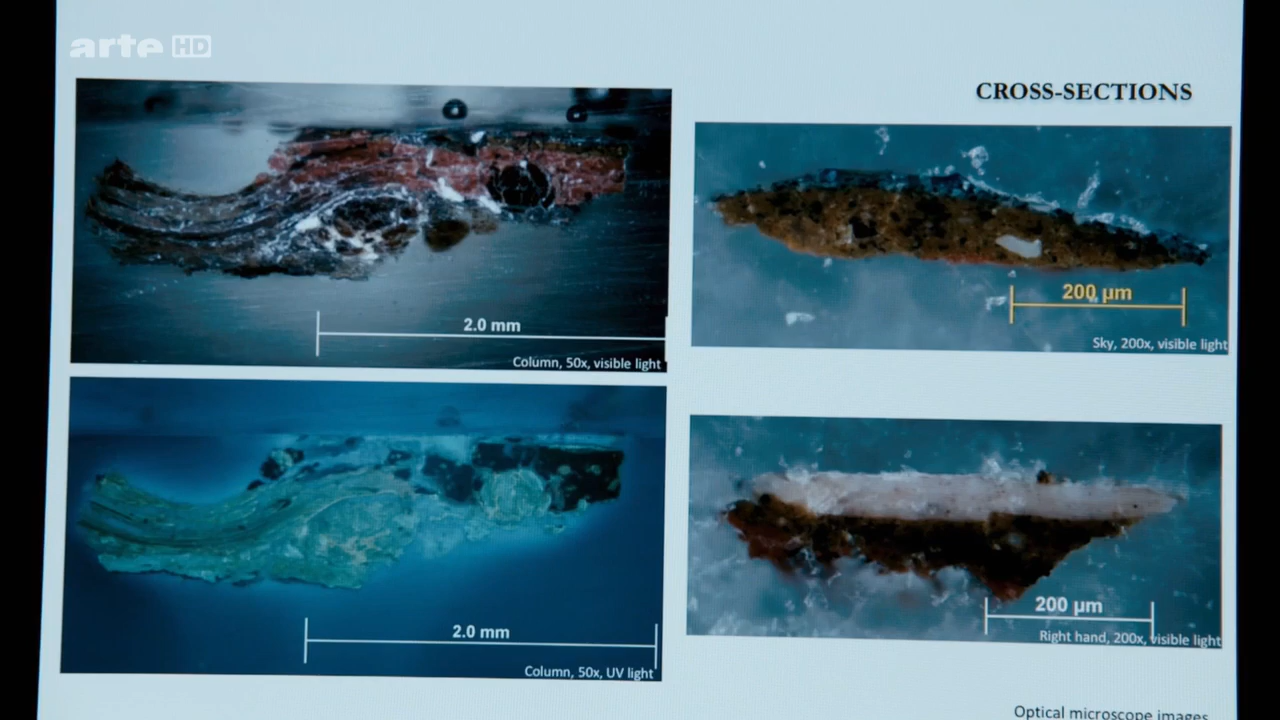 arte HD
CROSS-SECTIONS
2.0 mm
Column, 50x, visible light
200 µm
Sky, 200x, visible light
2.0 mm
Column, 50x, UV light
200 µm
Right hand, 200x, visible light
Optical microscope images